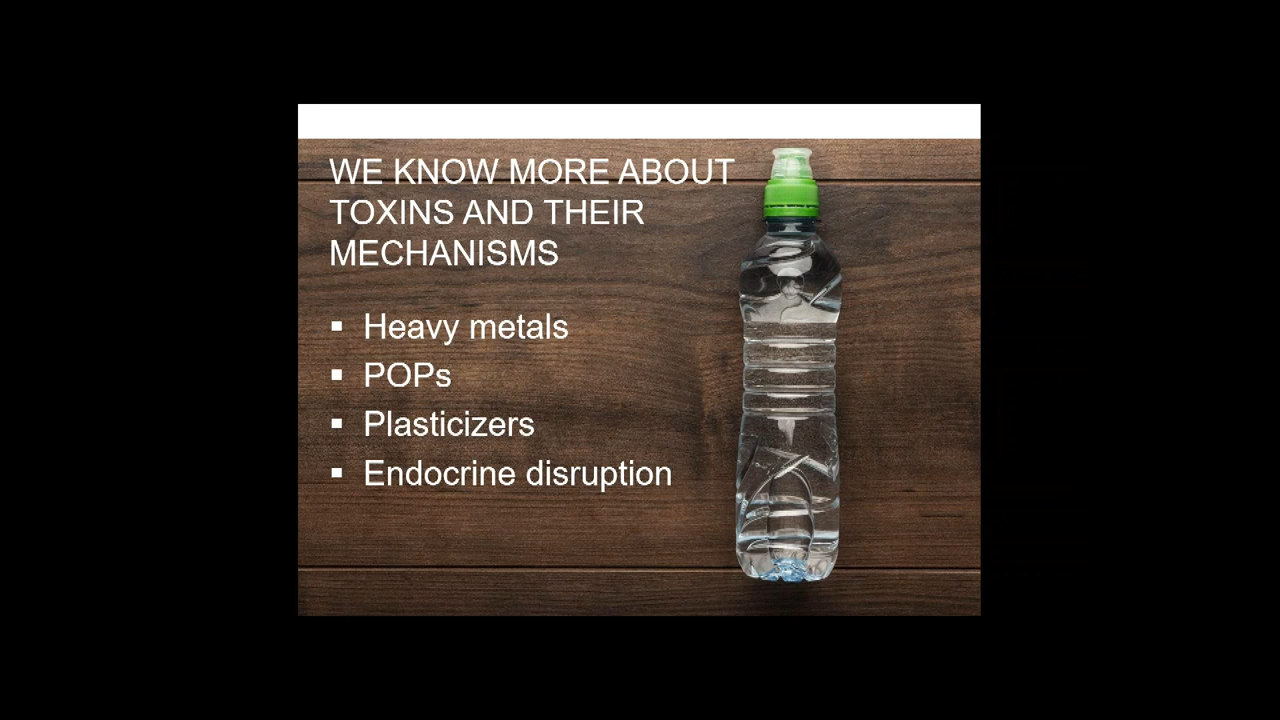 WE KNOW MORE ABOUT
TOXINS AND THEIR
MECHANISMS
▪ Heavy metals
▪ POPs
▪ Plasticizers
▪ Endocrine disruption